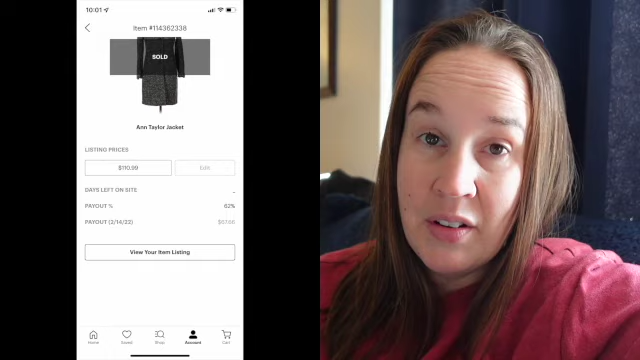 10:01
Item #114362338
SOLD
Ann Taylor Jacket
LISTING PRICES
$110.99
Edit
DAYS LEFT ON SITE
-
PAYOUT %
62%
PAYOUT (2/14/22)
View Your Item Listing
Home
Saved
Shop
Account
Cart